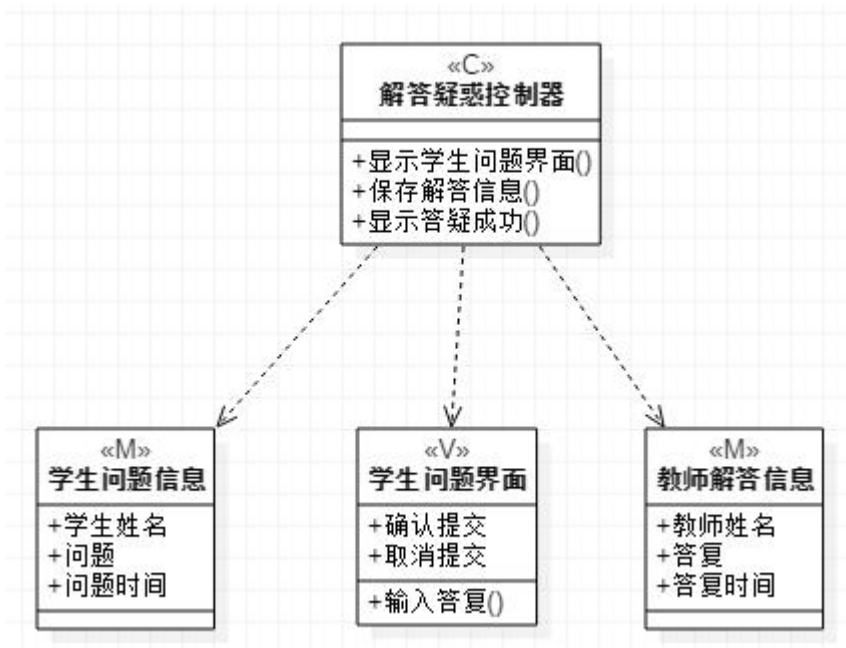 «C»
解答疑惑控制器
+显示学生问题界面()
+保存解答信息()
+显示答疑成功()
«M»
学生问题信息
+学生姓名
+问题
+问题时间
«V»
学生问题界面
+确认提交
+取消提交
+输入答复()
«M»
教师解答信息
+教师姓名
+答复
+答复时间